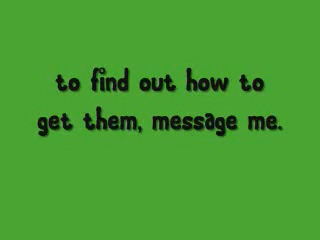 to find out how to
get them, message me.